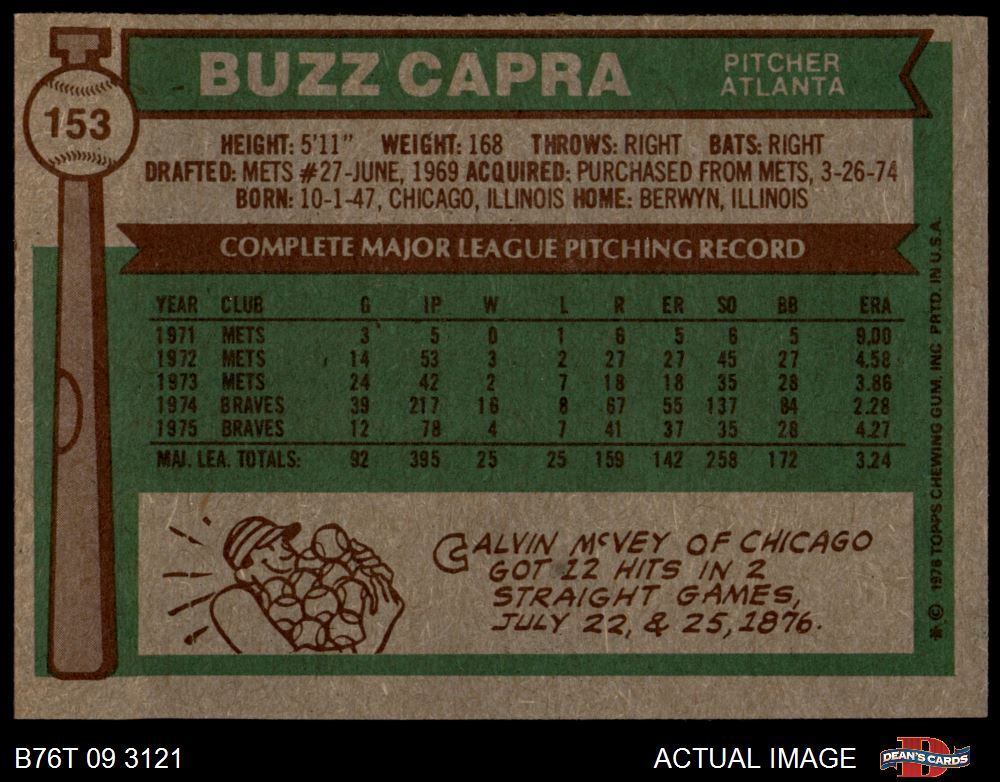 BUZZ CAPRA
PITCHER
ATLANTA
153
HEIGHT: 5'11" WEIGHT: 168 THROWS: RIGHT BATS: RIGHT
DRAFTED: METS #27-JUNE, 1969 ACQUIRED: PURCHASED FROM METS, 3-26-74
BORN: 10-1-47, CHICAGO, ILLINOIS HOME: BERWYN, ILLINOIS
COMPLETE MAJOR LEAGUE PITCHING RECORD
YEAR CLUB G IP W L R ER SO BB ERA
1971 METS 3 5 0 1 6 5 6 5 9.00
1972 METS 14 53 3 2 27 27 45 27 4.58
1973 METS 24 42 2 7 18 18 35 28 3.86
1974 BRAVES 39 217 16 8 67 55 137 84 2.28
1975 BRAVES 12 78 4 7 41 37 35 28 4.27
MAJ. LEA. TOTALS: 92 395 25 25 159 142 258 172 3.24
CALVIN McVEY OF CHICAGO
GOT 12 HITS IN 2
STRAIGHT GAMES,
JULY 22, & 25, 1876.
✻ © 1976 TOPPS CHEWING GUM, INC PRTD. IN U.S.A.
B76T 09 3121
ACTUAL IMAGE
DEAN'S CARDS